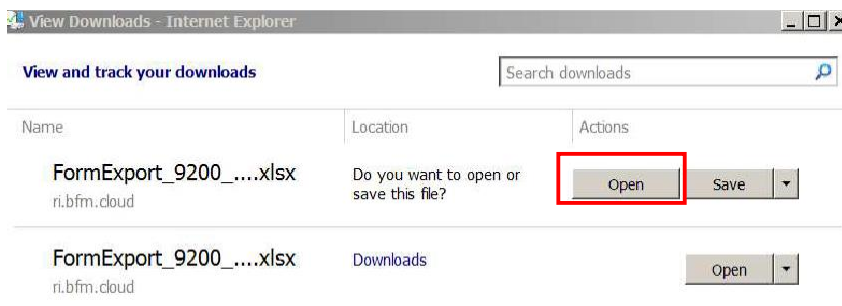 View Downloads - Internet Explorer
View and track your downloads
Search downloads
Name Location Actions
FormExport_9200_....xlsx
ri.bfm.cloud
Do you want to open or
save this file?
Open Save
FormExport_9200_....xlsx
ri.bfm.cloud
Downloads
Open